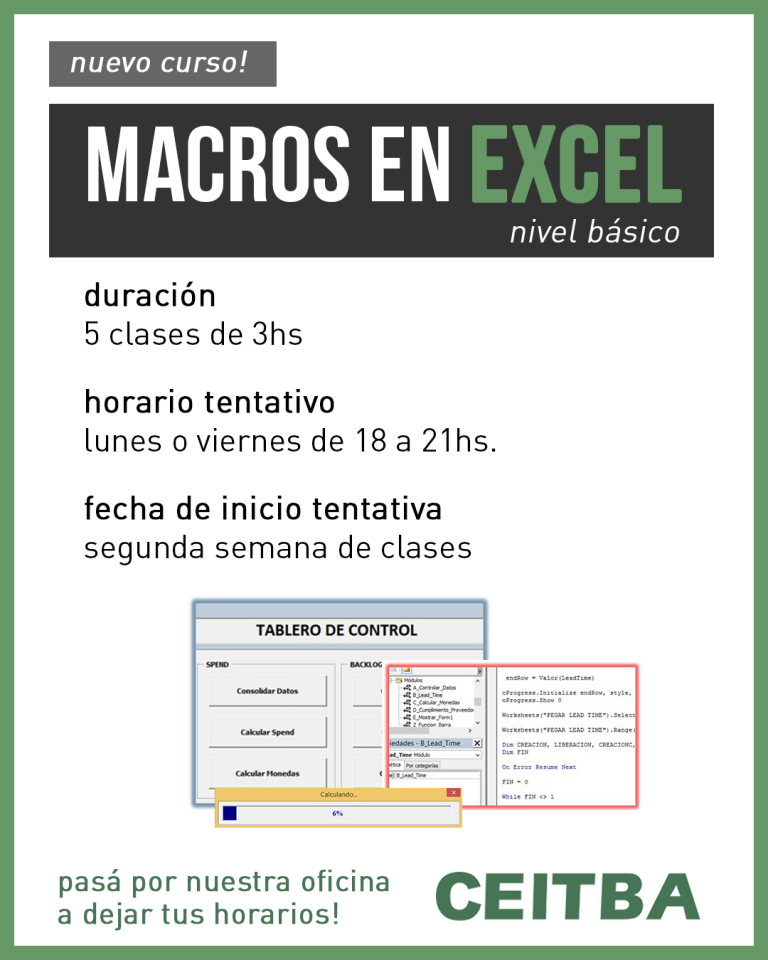 nuevo curso!
MACROS EN EXCEL
nivel básico
duración
5 clases de 3hs
horario tentativo
lunes o viernes de 18 a 21hs.
fecha de inicio tentativa
segunda semana de clases
TABLERO DE CONTROL
SPEND
BACKLOG
Consolidar Datos
Calcular Spend
Calcular Monedas
Módulos
A_Controlar_Datos
B_Lead_Time
C_Calcular_Monedas
D_Cumplimiento_Proveedor
E_Mostrar_Form1
Z_Funcion_Barra
iedades - B_Lead_Time
ad_Time Módulo
ética Por categorías
e) B_Lead_Time
endRow = Valor(LeadTime)
oProgress.Initialize endRow, style,
oProgress.Show 0
Worksheets("PEGAR LEAD TIME").Select
Worksheets("PEGAR LEAD TIME").Range(
Dim CREACION, LIBERACION, CREACIONC,
Dim FIN
On Error Resume Next
FIN = 0
While FIN <> 1
Calculando...
6%
pasá por nuestra oficina
a dejar tus horarios!
CEITBA